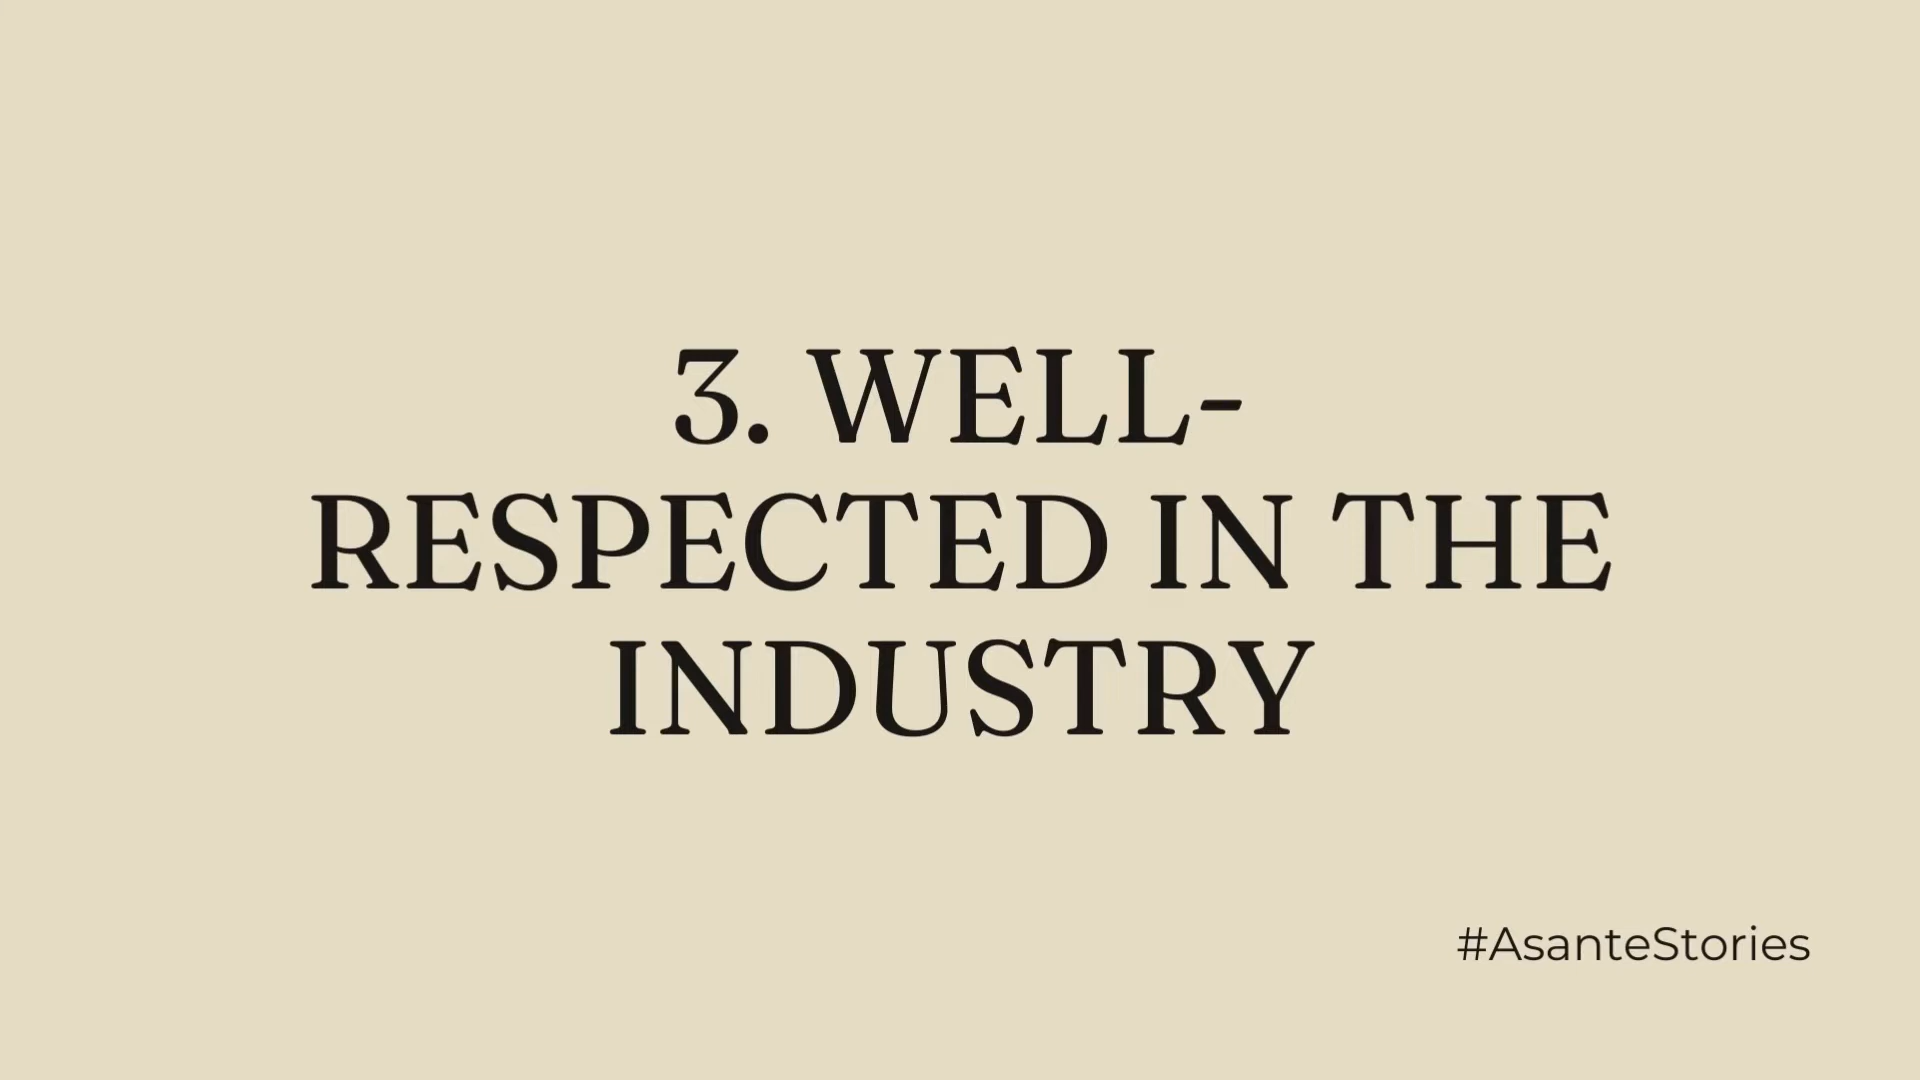 3. WELL-
RESPECTED IN THE
INDUSTRY
#AsanteStories